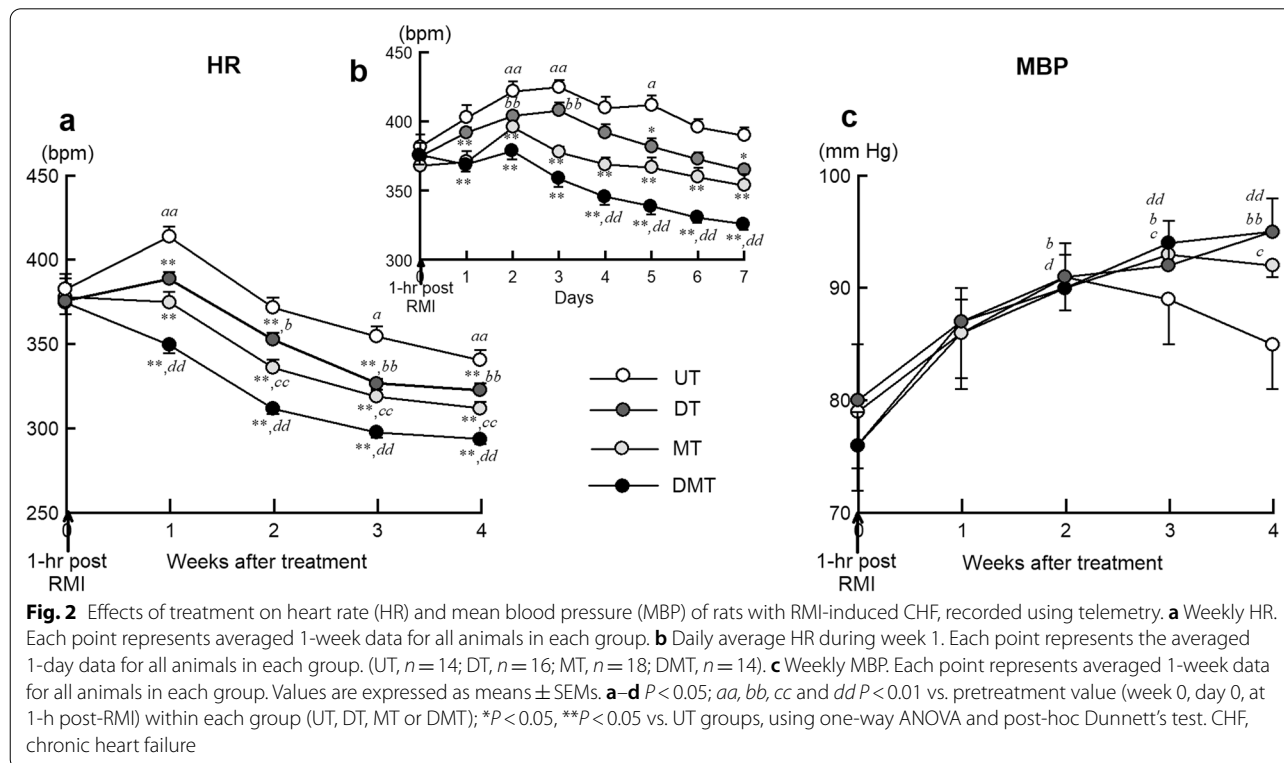 HR
MBP
a
(bpm)
450
400
350
300
250
0
1
2
3
4
aa
**
**
**,dd
**,b
**,cc
**,dd
a
**,bb
**,cc
**,dd
aa
**,bb
**,cc
**,dd
1-hr post
RMI
Weeks after treatment
b
(bpm)
450
400
350
300
0
1
2
3
4
5
6
7
aa
aa
a
bb
bb
*
*
**
**
**
**
**
**
**
**
**
**
**
**,dd
**,dd
**,dd
**,dd
1-hr post
RMI
Days
UT
DT
MT
DMT
c
(mm Hg)
100
90
80
70
0
1
2
3
4
b
d
dd
b
c
dd
bb
c
1-hr post
RMI
Weeks after treatment
Fig. 2 Effects of treatment on heart rate (HR) and mean blood pressure (MBP) of rats with RMI-induced CHF, recorded using telemetry. a Weekly HR.
Each point represents averaged 1-week data for all animals in each group. b Daily average HR during week 1. Each point represents the averaged
1-day data for all animals in each group. (UT, n = 14; DT, n = 16; MT, n = 18; DMT, n = 14). c Weekly MBP. Each point represents averaged 1-week data
for all animals in each group. Values are expressed as means ± SEMs. a–d P < 0.05; aa, bb, cc and dd P < 0.01 vs. pretreatment value (week 0, day 0, at
1-h post-RMI) within each group (UT, DT, MT or DMT); *P < 0.05, **P < 0.05 vs. UT groups, using one-way ANOVA and post-hoc Dunnett's test. CHF,
chronic heart failure